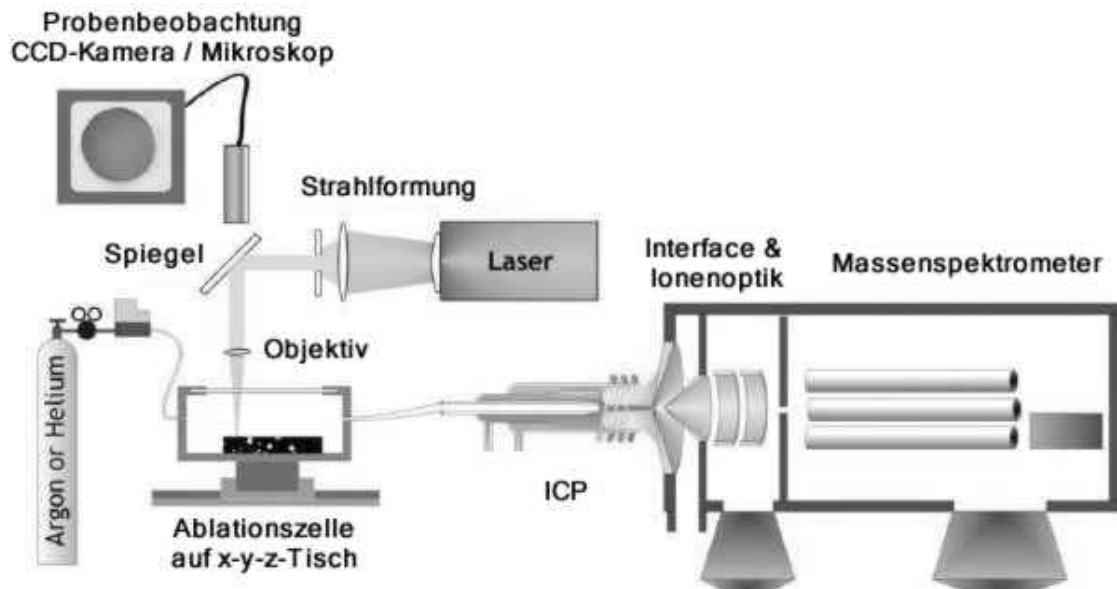 Probenbeobachtung
CCD-Kamera / Mikroskop
Strahlformung
Spiegel
Laser
Interface &
Ionenoptik
Massenspektrometer
Objektiv
Argon or Helium
ICP
Ablationszelle
auf x-y-z-Tisch